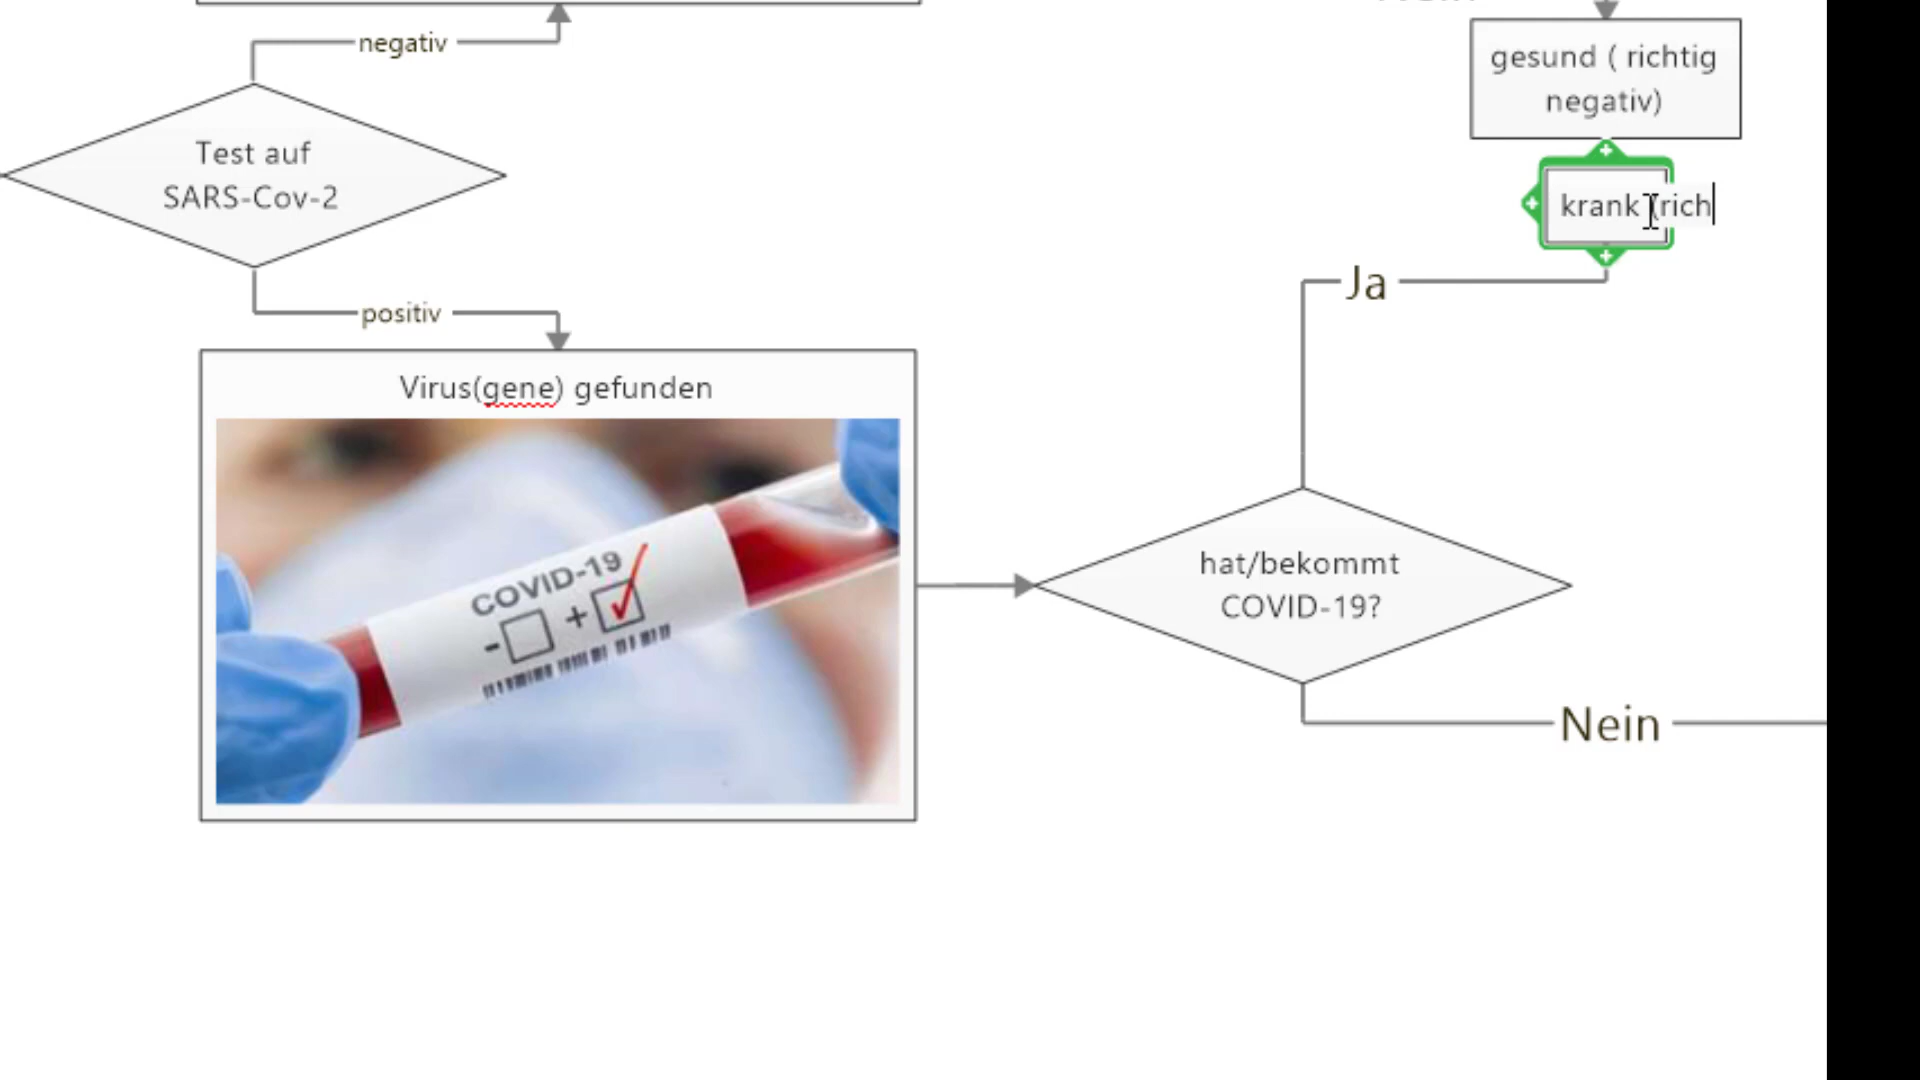 negativ
gesund ( richtig
negativ)
Test auf
SARS-Cov-2
krank (rich
Ja
positiv
Virus(gene) gefunden
COVID-19
- +
hat/bekommt
COVID-19?
Nein